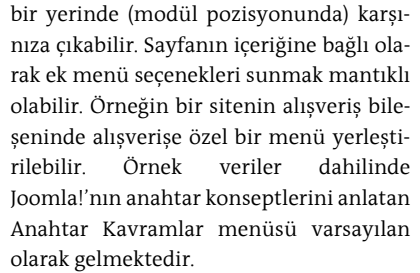 bir yerinde (modül pozisyonunda) karşı-
nıza çıkabilir. Sayfanın içeriğine bağlı ola-
rak ek menü seçenekleri sunmak mantıklı
olabilir. Örneğin bir sitenin alışveriş bile-
şeninde alışverişe özel bir menü yerleşti-
rilebilir. Örnek veriler dahilinde
Joomla!’nın anahtar konseptlerini anlatan
Anahtar Kavramlar menüsü varsayılan
olarak gelmektedir.